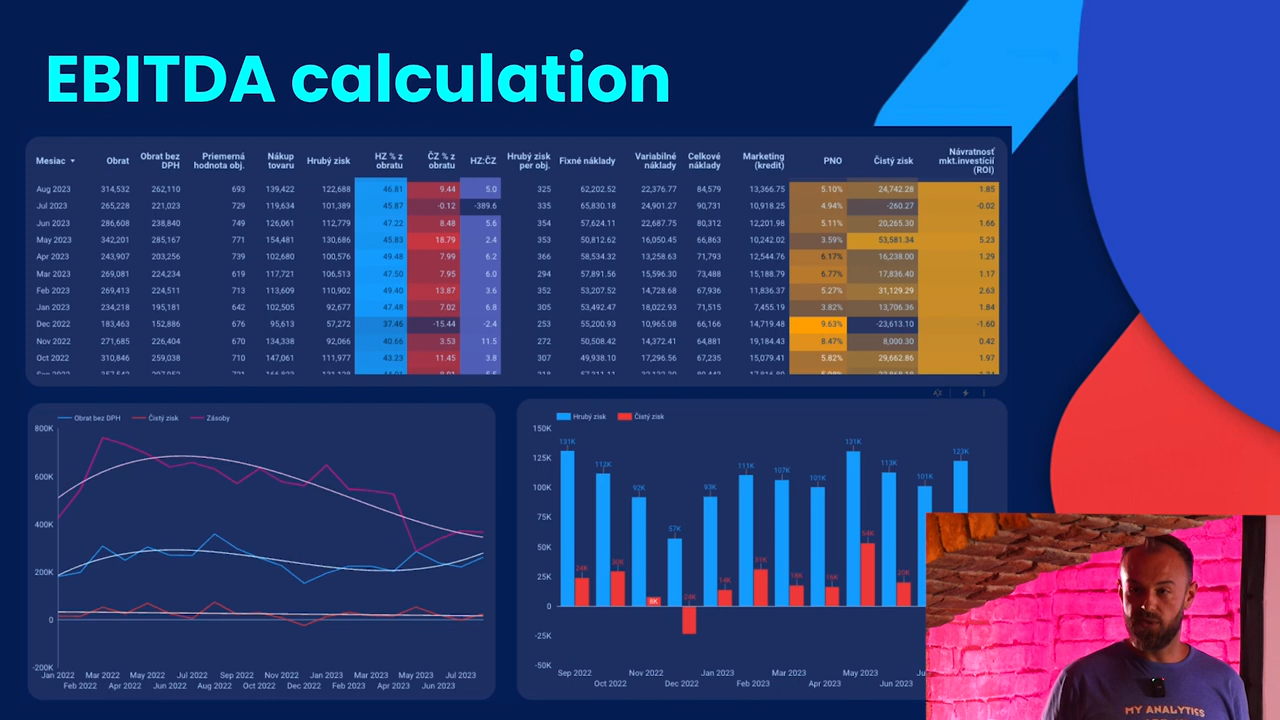 EBITDA calculation
Mesiac Obrat Obrat bez DPH Priemerná hodnota obj. Nákup tovaru Hrubý zisk HZ % z obratu ČZ % z obratu HZ:ČZ Hrubý zisk per obj. Fixné náklady Variabilné náklady Celkové náklady Marketing (kredit) PNO Čistý zisk Návratnosť mkt.investícií (ROI)
Aug 2023 314,532 262,110 693 139,422 122,688 46.81 9.44 5.0 325 62,202.52 22,376.77 84,579 13,366.75 5.10% 24,742.28 1.85
Jul 2023 265,228 221,023 729 119,634 101,389 45.87 -0.12 -389.6 335 65,830.18 24,901.27 90,731 10,918.25 4.94% -260.27 -0.02
Jun 2023 286,608 238,840 749 126,061 112,779 47.22 8.48 5.6 354 57,624.11 22,687.75 80,312 12,201.98 5.11% 20,265.30 1.66
May 2023 342,201 285,167 771 154,481 130,686 45.83 18.79 2.4 353 50,812.62 16,050.45 66,863 10,242.02 3.59% 53,581.34 5.23
Apr 2023 243,907 203,256 739 102,680 100,576 49.48 7.99 6.2 366 58,534.32 13,258.63 71,793 12,544.76 6.17% 16,238.00 1.29
Mar 2023 269,081 224,234 619 117,721 106,513 47.50 7.95 6.0 294 57,891.56 15,596.30 73,488 15,188.79 6.77% 17,836.40 1.17
Feb 2023 269,413 224,511 713 113,609 110,902 49.40 13.87 3.6 352 53,207.52 14,728.68 67,936 11,836.37 5.27% 31,129.29 2.63
Jan 2023 234,218 195,181 642 102,505 92,677 47.48 7.02 6.8 305 53,492.47 18,022.93 71,515 7,455.19 3.82% 13,706.36 1.84
Dec 2022 183,463 152,886 676 95,613 57,272 37.46 -15.44 -2.4 253 55,200.93 10,965.08 66,166 14,719.48 9.63% -23,613.10 -1.60
Nov 2022 271,685 226,404 670 134,338 92,066 40.66 3.53 11.5 272 50,508.42 14,372.41 64,881 19,184.43 8.47% 8,000.30 0.42
Oct 2022 310,846 259,038 710 147,061 111,977 43.23 11.45 3.8 307 49,938.10 17,296.56 67,235 15,079.41 5.82% 29,662.86 1.97
Obrat bez DPH Čistý zisk Zásoby
800K
600K
400K
200K
0
-200K
Jan 2022 Mar 2022 May 2022 Jul 2022 Sep 2022 Nov 2022 Jan 2023 Mar 2023 May 2023 Jul 2023
Feb 2022 Apr 2022 Jun 2022 Aug 2022 Oct 2022 Dec 2022 Feb 2023 Apr 2023 Jun 2023
Hrubý zisk Čistý zisk
150K
125K
100K
75K
50K
25K
0
-25K
-50K
131K 112K 92K 57K 93K 111K 107K 101K 131K 113K 101K 123K
24K 30K 8K 24K 14K 31K 18K 16K 54K 20K
Sep 2022 Nov 2022 Jan 2023 Mar 2023 May 2023
Oct 2022 Dec 2022 Feb 2023 Apr 2023 Jun 2023
MY ANALYTICS